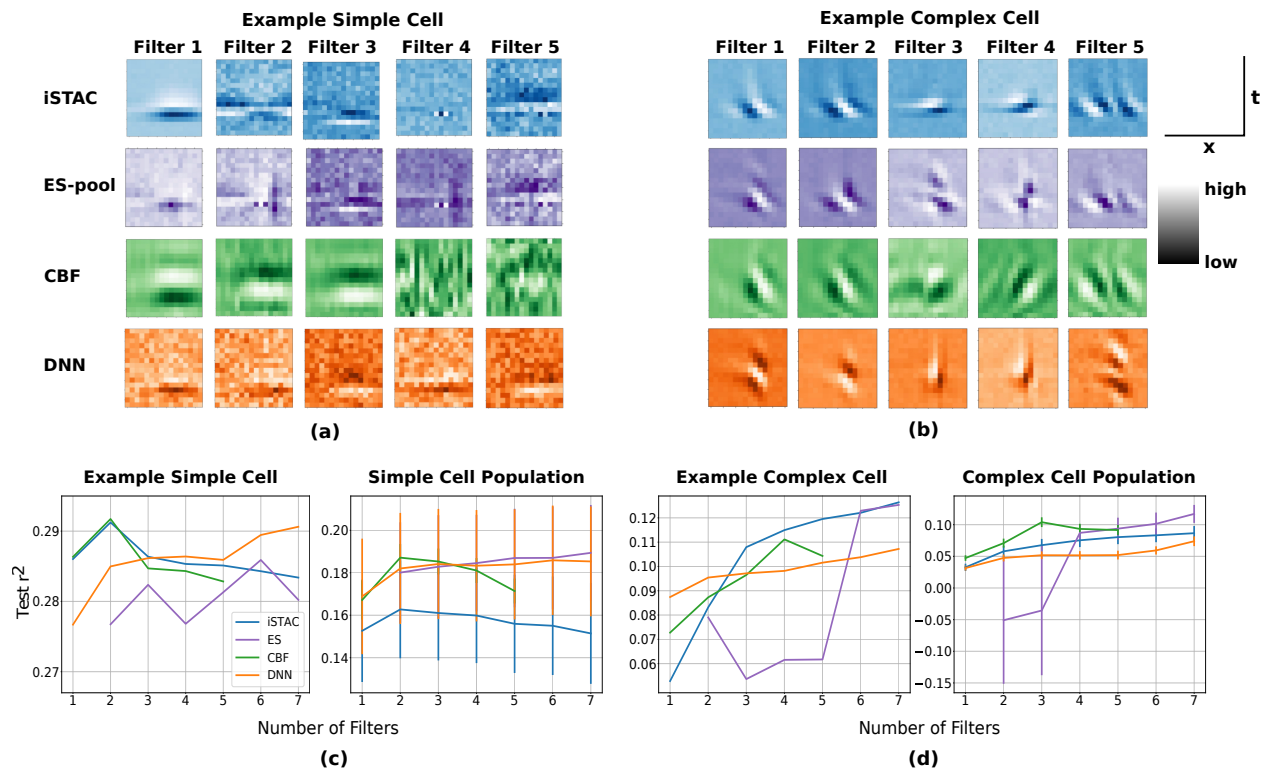 Example Simple Cell
Filter 1 Filter 2 Filter 3 Filter 4 Filter 5
iSTAC
ES-pool
CBF
DNN
(a)
Example Complex Cell
Filter 1 Filter 2 Filter 3 Filter 4 Filter 5
t
x
high
low
(b)
Example Simple Cell
Test r²
0.29
0.28
0.27
iSTAC
ES
CBF
DNN
1 2 3 4 5 6 7
Simple Cell Population
0.20
0.18
0.16
0.14
1 2 3 4 5 6 7
Number of Filters
(c)
Example Complex Cell
0.12
0.11
0.10
0.09
0.08
0.07
0.06
1 2 3 4 5 6 7
Complex Cell Population
0.10
0.05
0.00
−0.05
−0.10
−0.15
1 2 3 4 5 6 7
Number of Filters
(d)